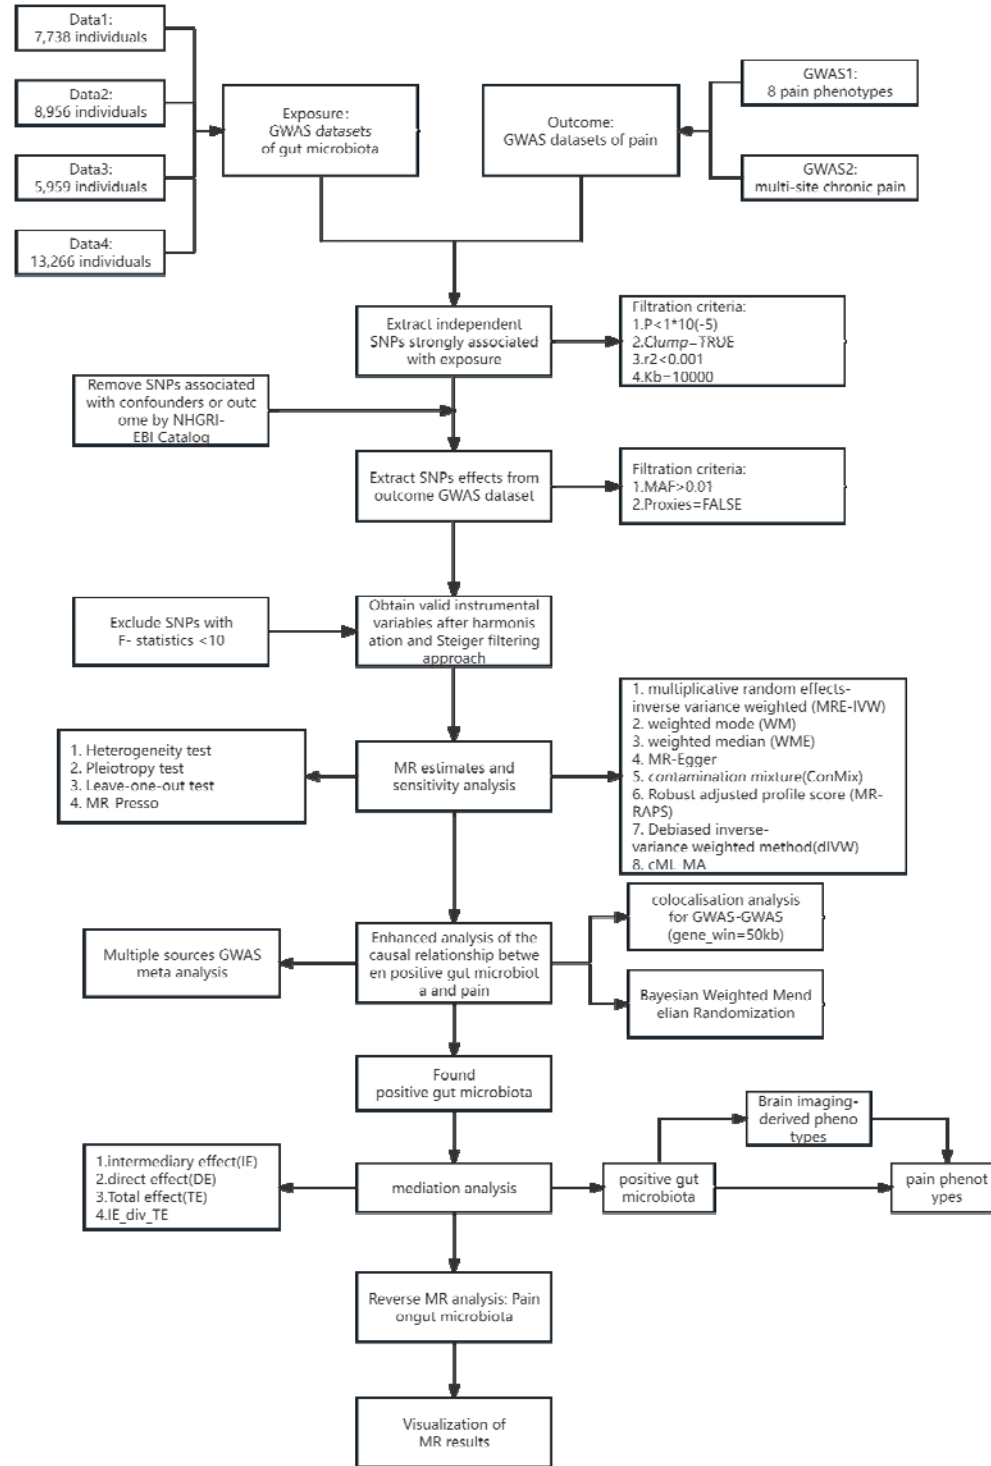 Data1:
7,738 individuals
Data2:
8,956 individuals
Data3:
5,959 individuals
Data4:
13,266 individuals
Exposure:
GWAS datasets
of gut microbiota
Outcome:
GWAS datasets of pain
GWAS1:
8 pain phenotypes
GWAS2:
multi-site chronic pain
Extract independent
SNPs strongly associated
with exposure
Filtration criteria:
1.P<1*10(-5)
2.Clump=TRUE
3.r2<0.001
4.Kb=10000
Remove SNPs associated
with confounders or outc
ome by NHGRI-
EBI Catalog
Extract SNPs effects from
outcome GWAS dataset
Filtration criteria:
1.MAF>0.01
2.Proxies=FALSE
Exclude SNPs with
F- statistics <10
Obtain valid instrumental
variables after harmonis
ation and Steiger filtering
approach
1. Heterogeneity test
2. Pleiotropy test
3. Leave-one-out test
4. MR-Presso
MR estimates and
sensitivity analysis
1. multiplicative random effects-
inverse variance weighted (MRE-IVW)
2. weighted mode (WM)
3. weighted median (WME)
4. MR-Egger
5. contamination mixture(ConMix)
6. Robust adjusted profile score (MR-
RAPS)
7. Debiased inverse-
variance weighted method(dIVW)
8. cML_MA
Multiple sources GWAS
meta analysis
Enhanced analysis of the
causal relationship betwe
en positive gut microbiot
a and pain
colocalisation analysis
for GWAS-GWAS
(gene_win=50kb)
Bayesian Weighted Mend
elian Randomization
Found
positive gut microbiota
1.intermediary effect(IE)
2.direct effect(DE)
3.Total effect(TE)
4.IE_div_TE
mediation analysis
positive gut
microbiota
Brain imaging-
derived pheno
types
pain phenot
ypes
Reverse MR analysis: Pain
ongut microbiota
Visualization of
MR results